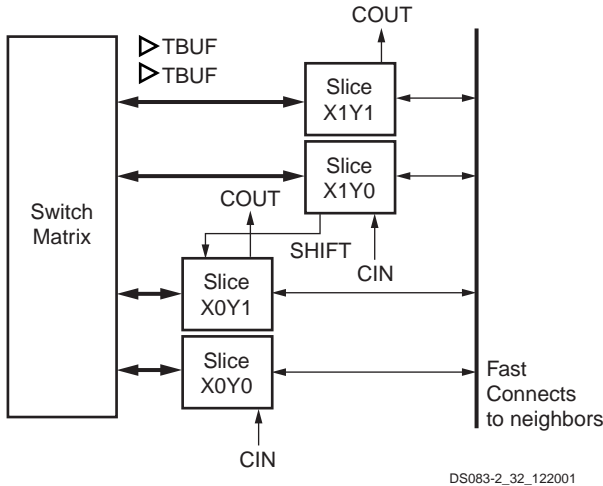 COUT
TBUF
TBUF
Slice
X1Y1
Slice
X1Y0
Switch
Matrix
COUT
SHIFT
CIN
Slice
X0Y1
Slice
X0Y0
Fast
Connects
to neighbors
CIN
DS083-2_32_122001